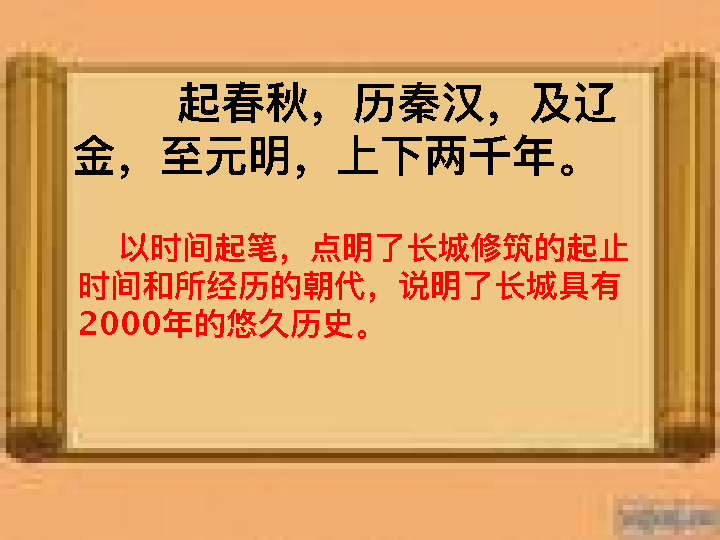 起春秋，历秦汉，及辽
金，至元明，上下两千年。
以时间起笔，点明了长城修筑的起止
时间和所经历的朝代，说明了长城具有
2000年的悠久历史。